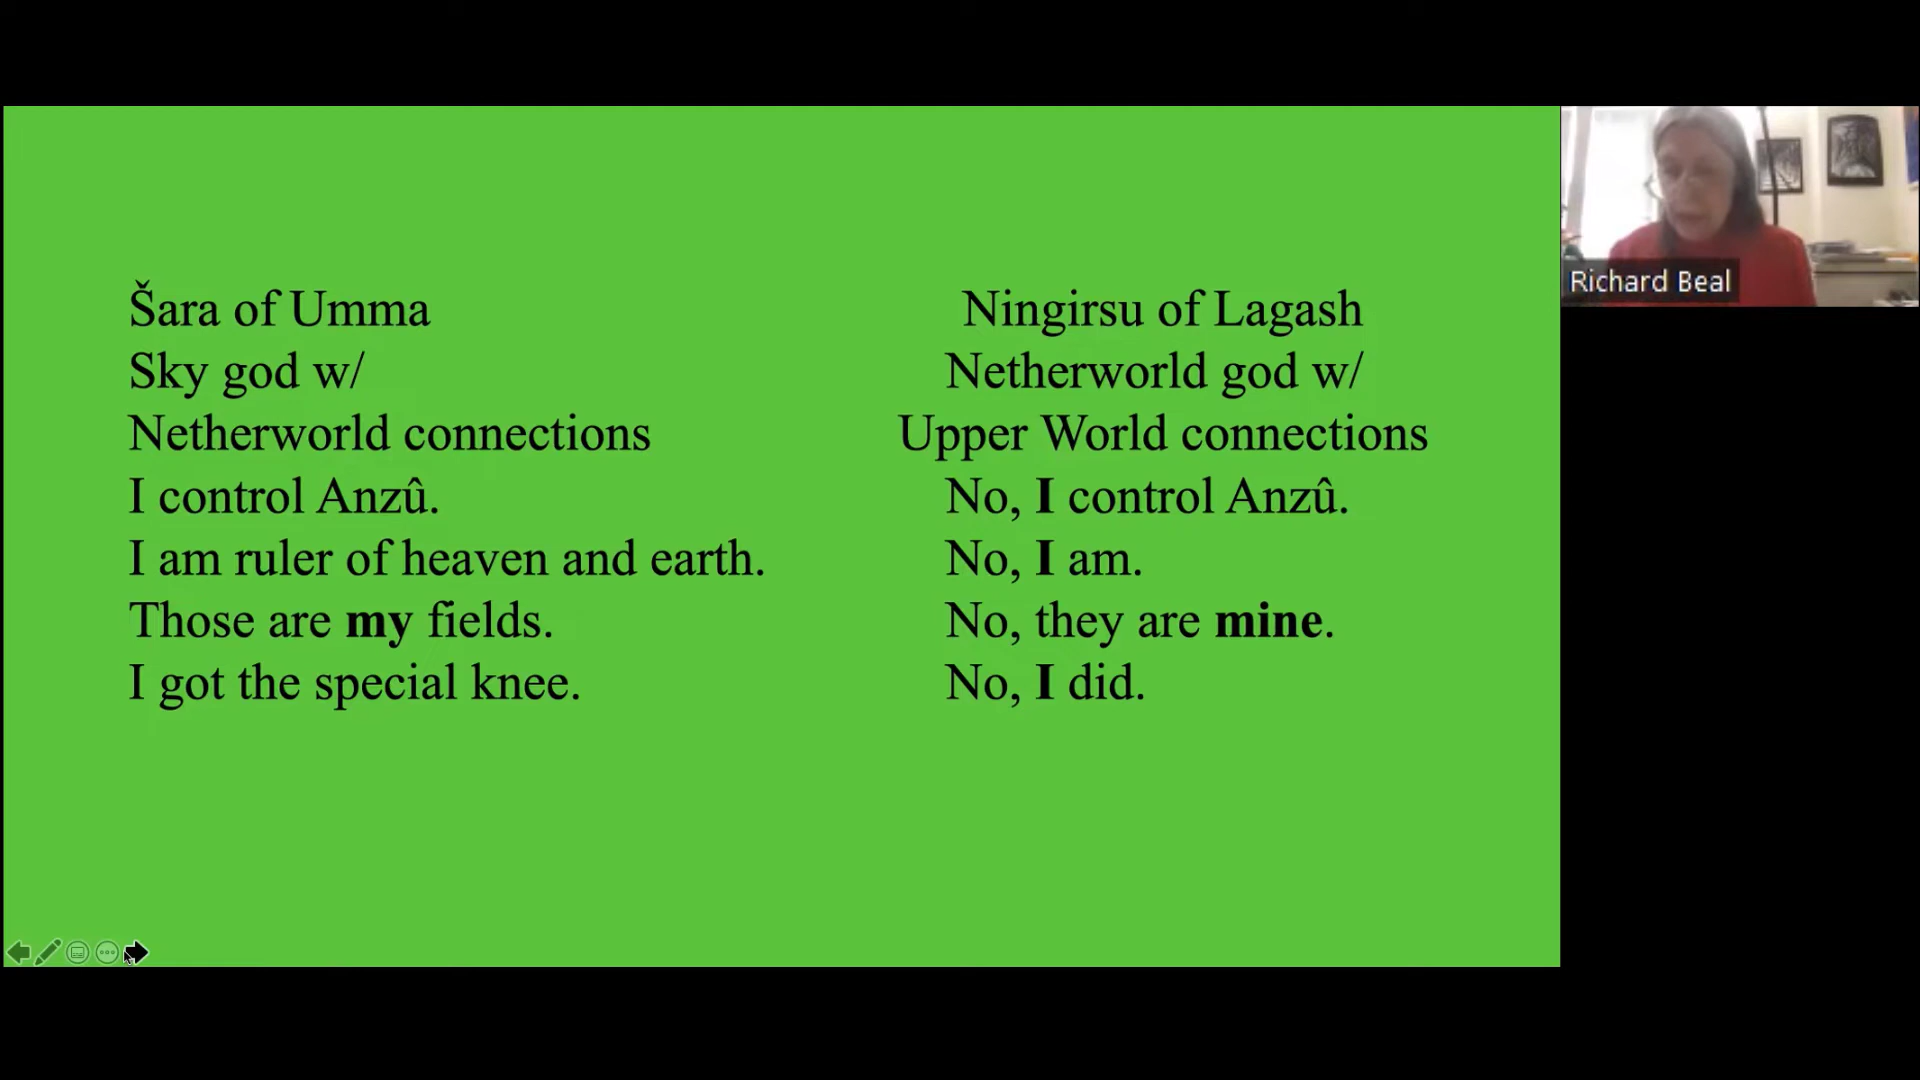 Šara of Umma
Sky god w/
Netherworld connections
I control Anzû.
I am ruler of heaven and earth.
Those are my fields.
I got the special knee.
Ningirsu of Lagash
Netherworld god w/
Upper World connections
No, I control Anzû.
No, I am.
No, they are mine.
No, I did.
Richard Beal